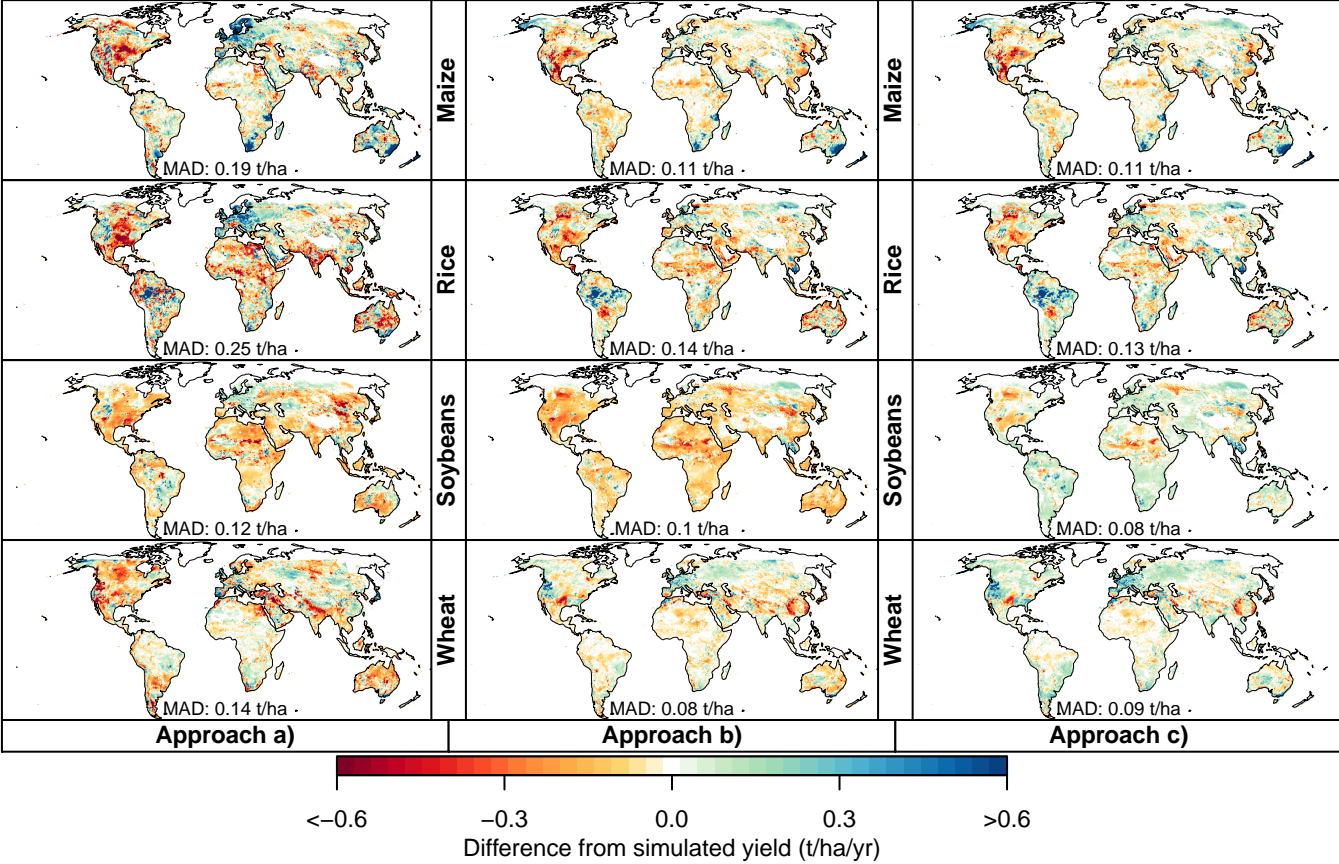 MAD: 0.19 t/ha
Maize
MAD: 0.11 t/ha
Maize
MAD: 0.11 t/ha
MAD: 0.25 t/ha
Rice
MAD: 0.14 t/ha
Rice
MAD: 0.13 t/ha
MAD: 0.12 t/ha
Soybeans
MAD: 0.1 t/ha
Soybeans
MAD: 0.08 t/ha
MAD: 0.14 t/ha
Wheat
MAD: 0.08 t/ha
Wheat
MAD: 0.09 t/ha
Approach a)
Approach b)
Approach c)
<−0.6 −0.3 0.0 0.3 >0.6
Difference from simulated yield (t/ha/yr)